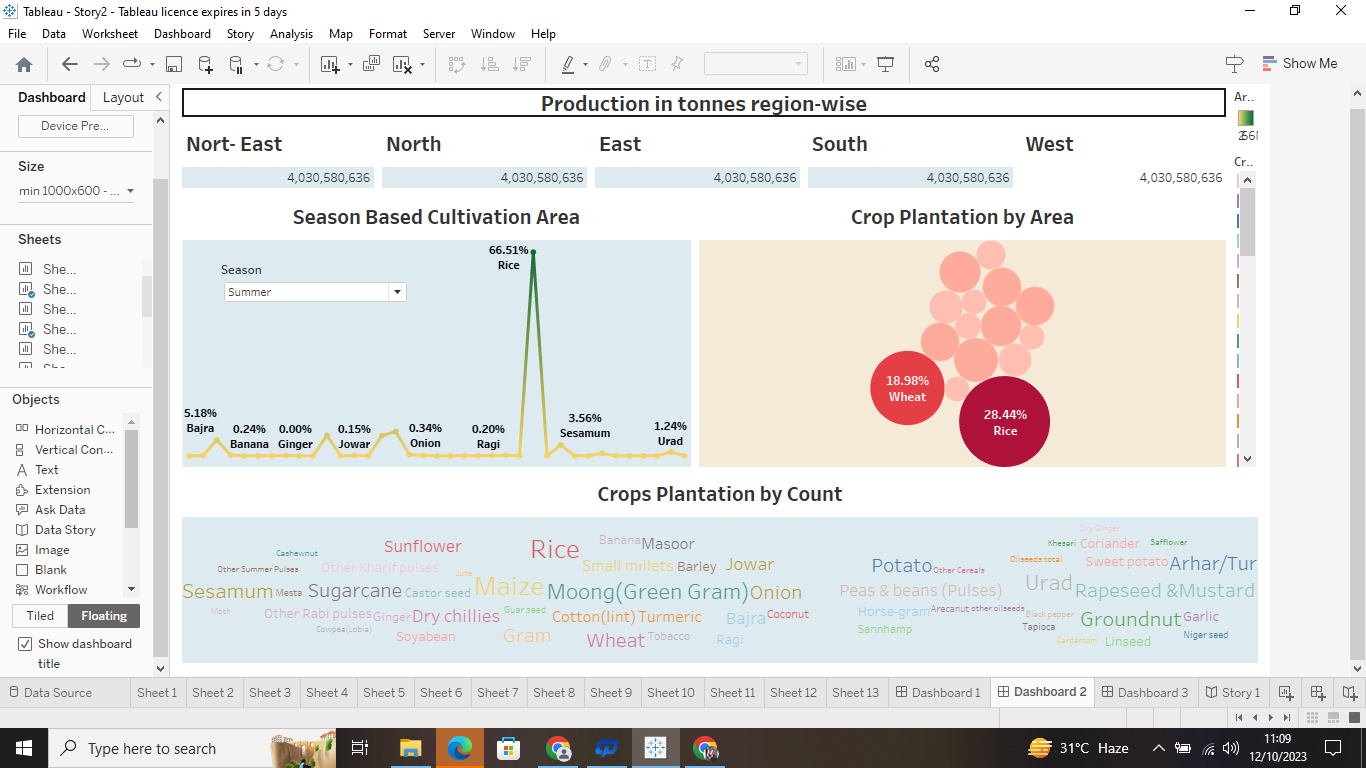 Tableau - Story2 - Tableau licence expires in 5 days
File Data Worksheet Dashboard Story Analysis Map Format Server Window Help
Show Me
Dashboard Layout
Device Pre...
Size
min 1000x600 - ...
Sheets
She...
She...
She...
She...
She...
Objects
Horizontal C...
Vertical Con...
Text
Extension
Ask Data
Data Story
Image
Blank
Workflow
Tiled Floating
Show dashboard
title
Production in tonnes region-wise
Nort- East North East South West
4,030,580,636 4,030,580,636 4,030,580,636 4,030,580,636 4,030,580,636
Ar..
Cr..
Season Based Cultivation Area
Season
Summer
66.51%
Rice
5.18%
Bajra
0.24%
Banana
0.00%
Ginger
0.15%
Jowar
0.34%
Onion
0.20%
Ragi
3.56%
Sesamum
1.24%
Urad
Crop Plantation by Area
18.98%
Wheat
28.44%
Rice
Crops Plantation by Count
Dry Ginger
Sunflower Rice Banana Masoor Khesari Coriander Safflower
Cashewnut Oilseeds total
Other Summer Pulses Other Kharif pulses Jute Small millets Barley Jowar Potato Other Cereals Sweet potato Arhar/Tur
Sesamum Mesta Sugarcane Castor seed Maize Moong(Green Gram) Onion Peas & beans (Pulses) Urad Rapeseed &Mustard
Moth Other Rabi pulses Ginger Dry chillies Guar seed Cotton(lint) Turmeric Bajra Coconut Horse-gram Arecanut other oilseeds Black pepper Groundnut Garlic
Cowpea(Lobia) Soyabean Gram Wheat Tobacco Ragi Sannhamp Tapioca Cardamom Linseed Niger seed
Data Source Sheet 1 Sheet 2 Sheet 3 Sheet 4 Sheet 5 Sheet 6 Sheet 7 Sheet 8 Sheet 9 Sheet 10 Sheet 11 Sheet 12 Sheet 13 Dashboard 1 Dashboard 2 Dashboard 3 Story 1
Type here to search
31°C Haze
11:09
12/10/2023